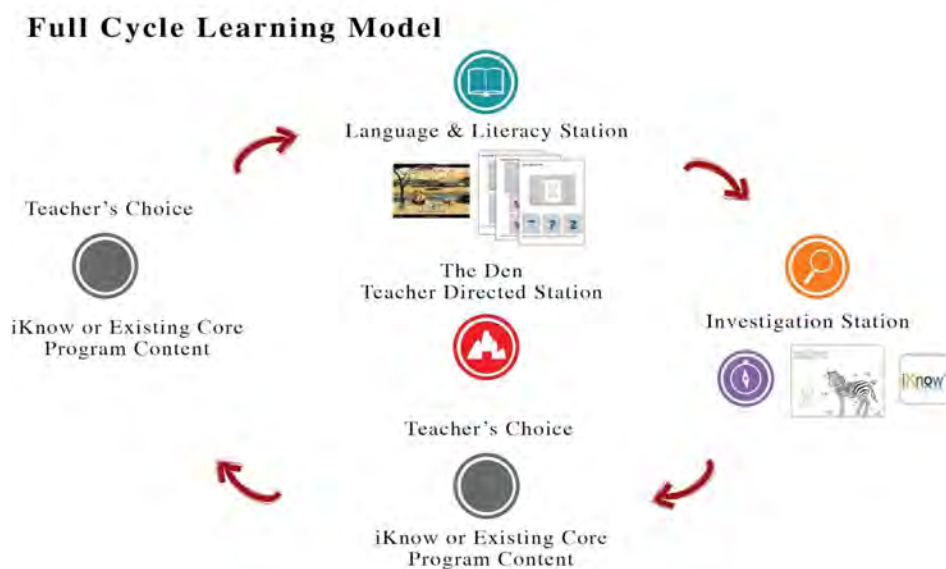 Full Cycle Learning Model
Language & Literacy Station
Teacher's Choice
The Den
Teacher Directed Station
iKnow or Existing Core
Program Content
Investigation Station
iKnow
Teacher's Choice
iKnow or Existing Core
Program Content